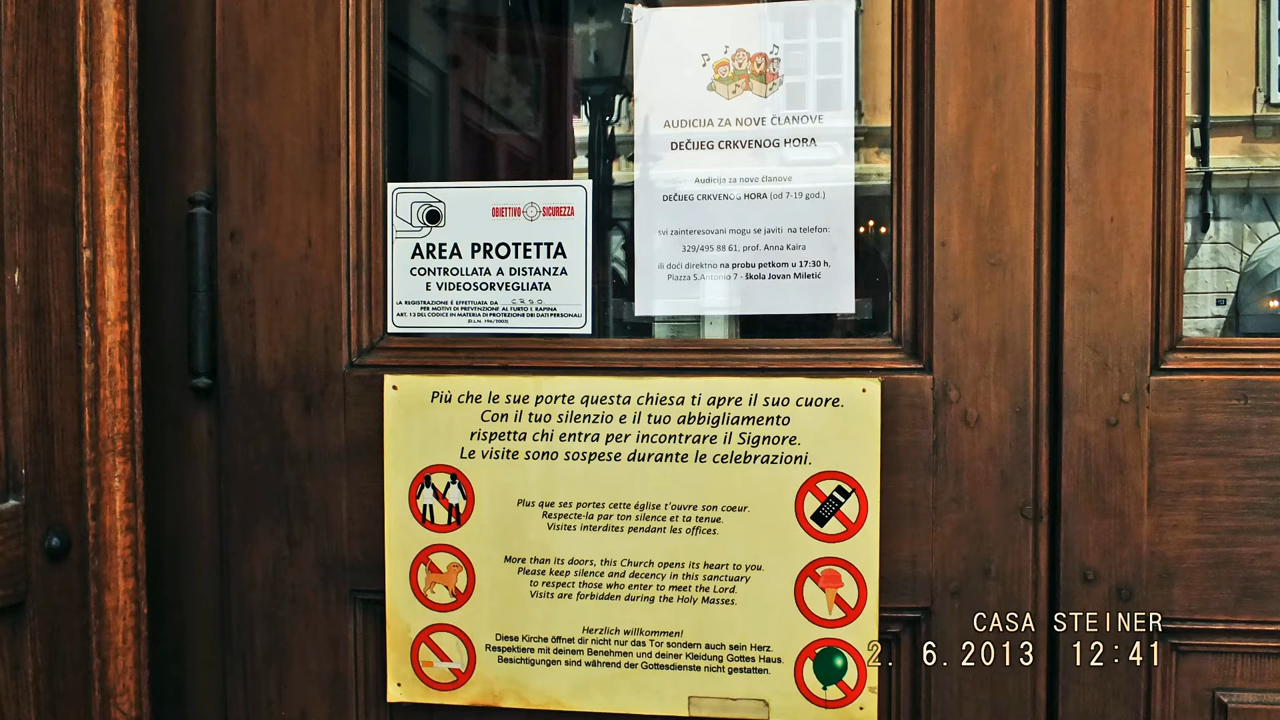 AUDICIJA ZA NOVE ČLANOVE
DEČIJEG CRKVENOG HORA
Audicija za nove članove
DEČIJEG CRKVENOG HORA (od 7-19 god.)
svi zainteresovani mogu se javiti na telefon:
329/495 88 61, prof. Anna Kaira
ili doći direktno na probu petkom u 17:30 h,
Piazza S.Antonio 7 - škola Jovan Miletić
OBIETTIVO SICUREZZA
AREA PROTETTA
CONTROLLATA A DISTANZA
E VIDEOSORVEGLIATA
LA REGISTRAZIONE È EFFETTUATA DA C.R.S.O.
PER MOTIVI DI PREVENZIONE AL FURTO E RAPINA
ART. 13 DEL CODICE IN MATERIA DI PROTEZIONE DEI DATI PERSONALI
(D.L.N. 196/2003)
Più che le sue porte questa chiesa ti apre il suo cuore.
Con il tuo silenzio e il tuo abbigliamento
rispetta chi entra per incontrare il Signore.
Le visite sono sospese durante le celebrazioni.
Plus que ses portes cette église t'ouvre son coeur.
Respecte-la par ton silence et ta tenue.
Visites interdites pendant les offices.
More than its doors, this Church opens its heart to you.
Please keep silence and decency in this sanctuary
to respect those who enter to meet the Lord.
Visits are forbidden during the Holy Masses.
Herzlich willkommen!
Diese Kirche öffnet dir nicht nur das Tor sondern auch sein Herz.
Respektiere mit deinem Benehmen und deiner Kleidung Gottes Haus.
Besichtigungen sind während der Gottesdienste nicht gestatten.
CASA STEINER
2. 6.2013 12:41